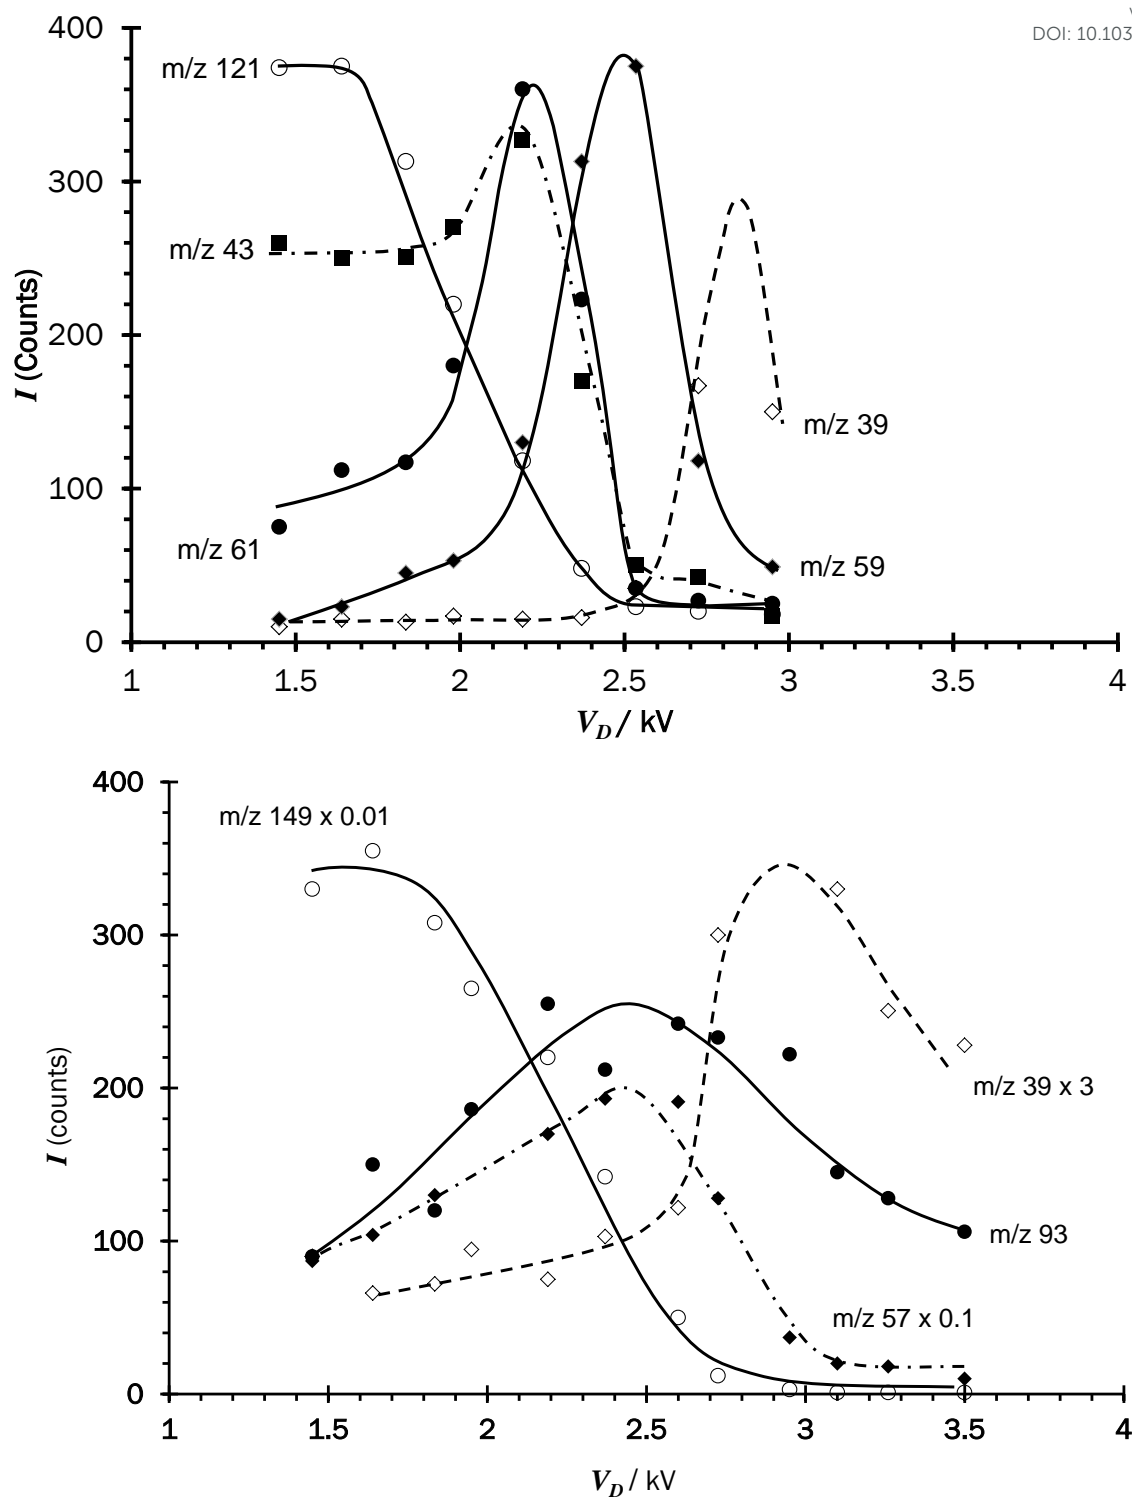 DOI: 10.103
400
300
200
100
0
I (Counts)
m/z 121
m/z 43
m/z 61
m/z 39
m/z 59
1 1.5 2 2.5 3 3.5 4
V_D / kV
400
300
200
100
0
I (counts)
m/z 149 x 0.01
m/z 39 x 3
m/z 93
m/z 57 x 0.1
1 1.5 2 2.5 3 3.5 4
V_D / kV